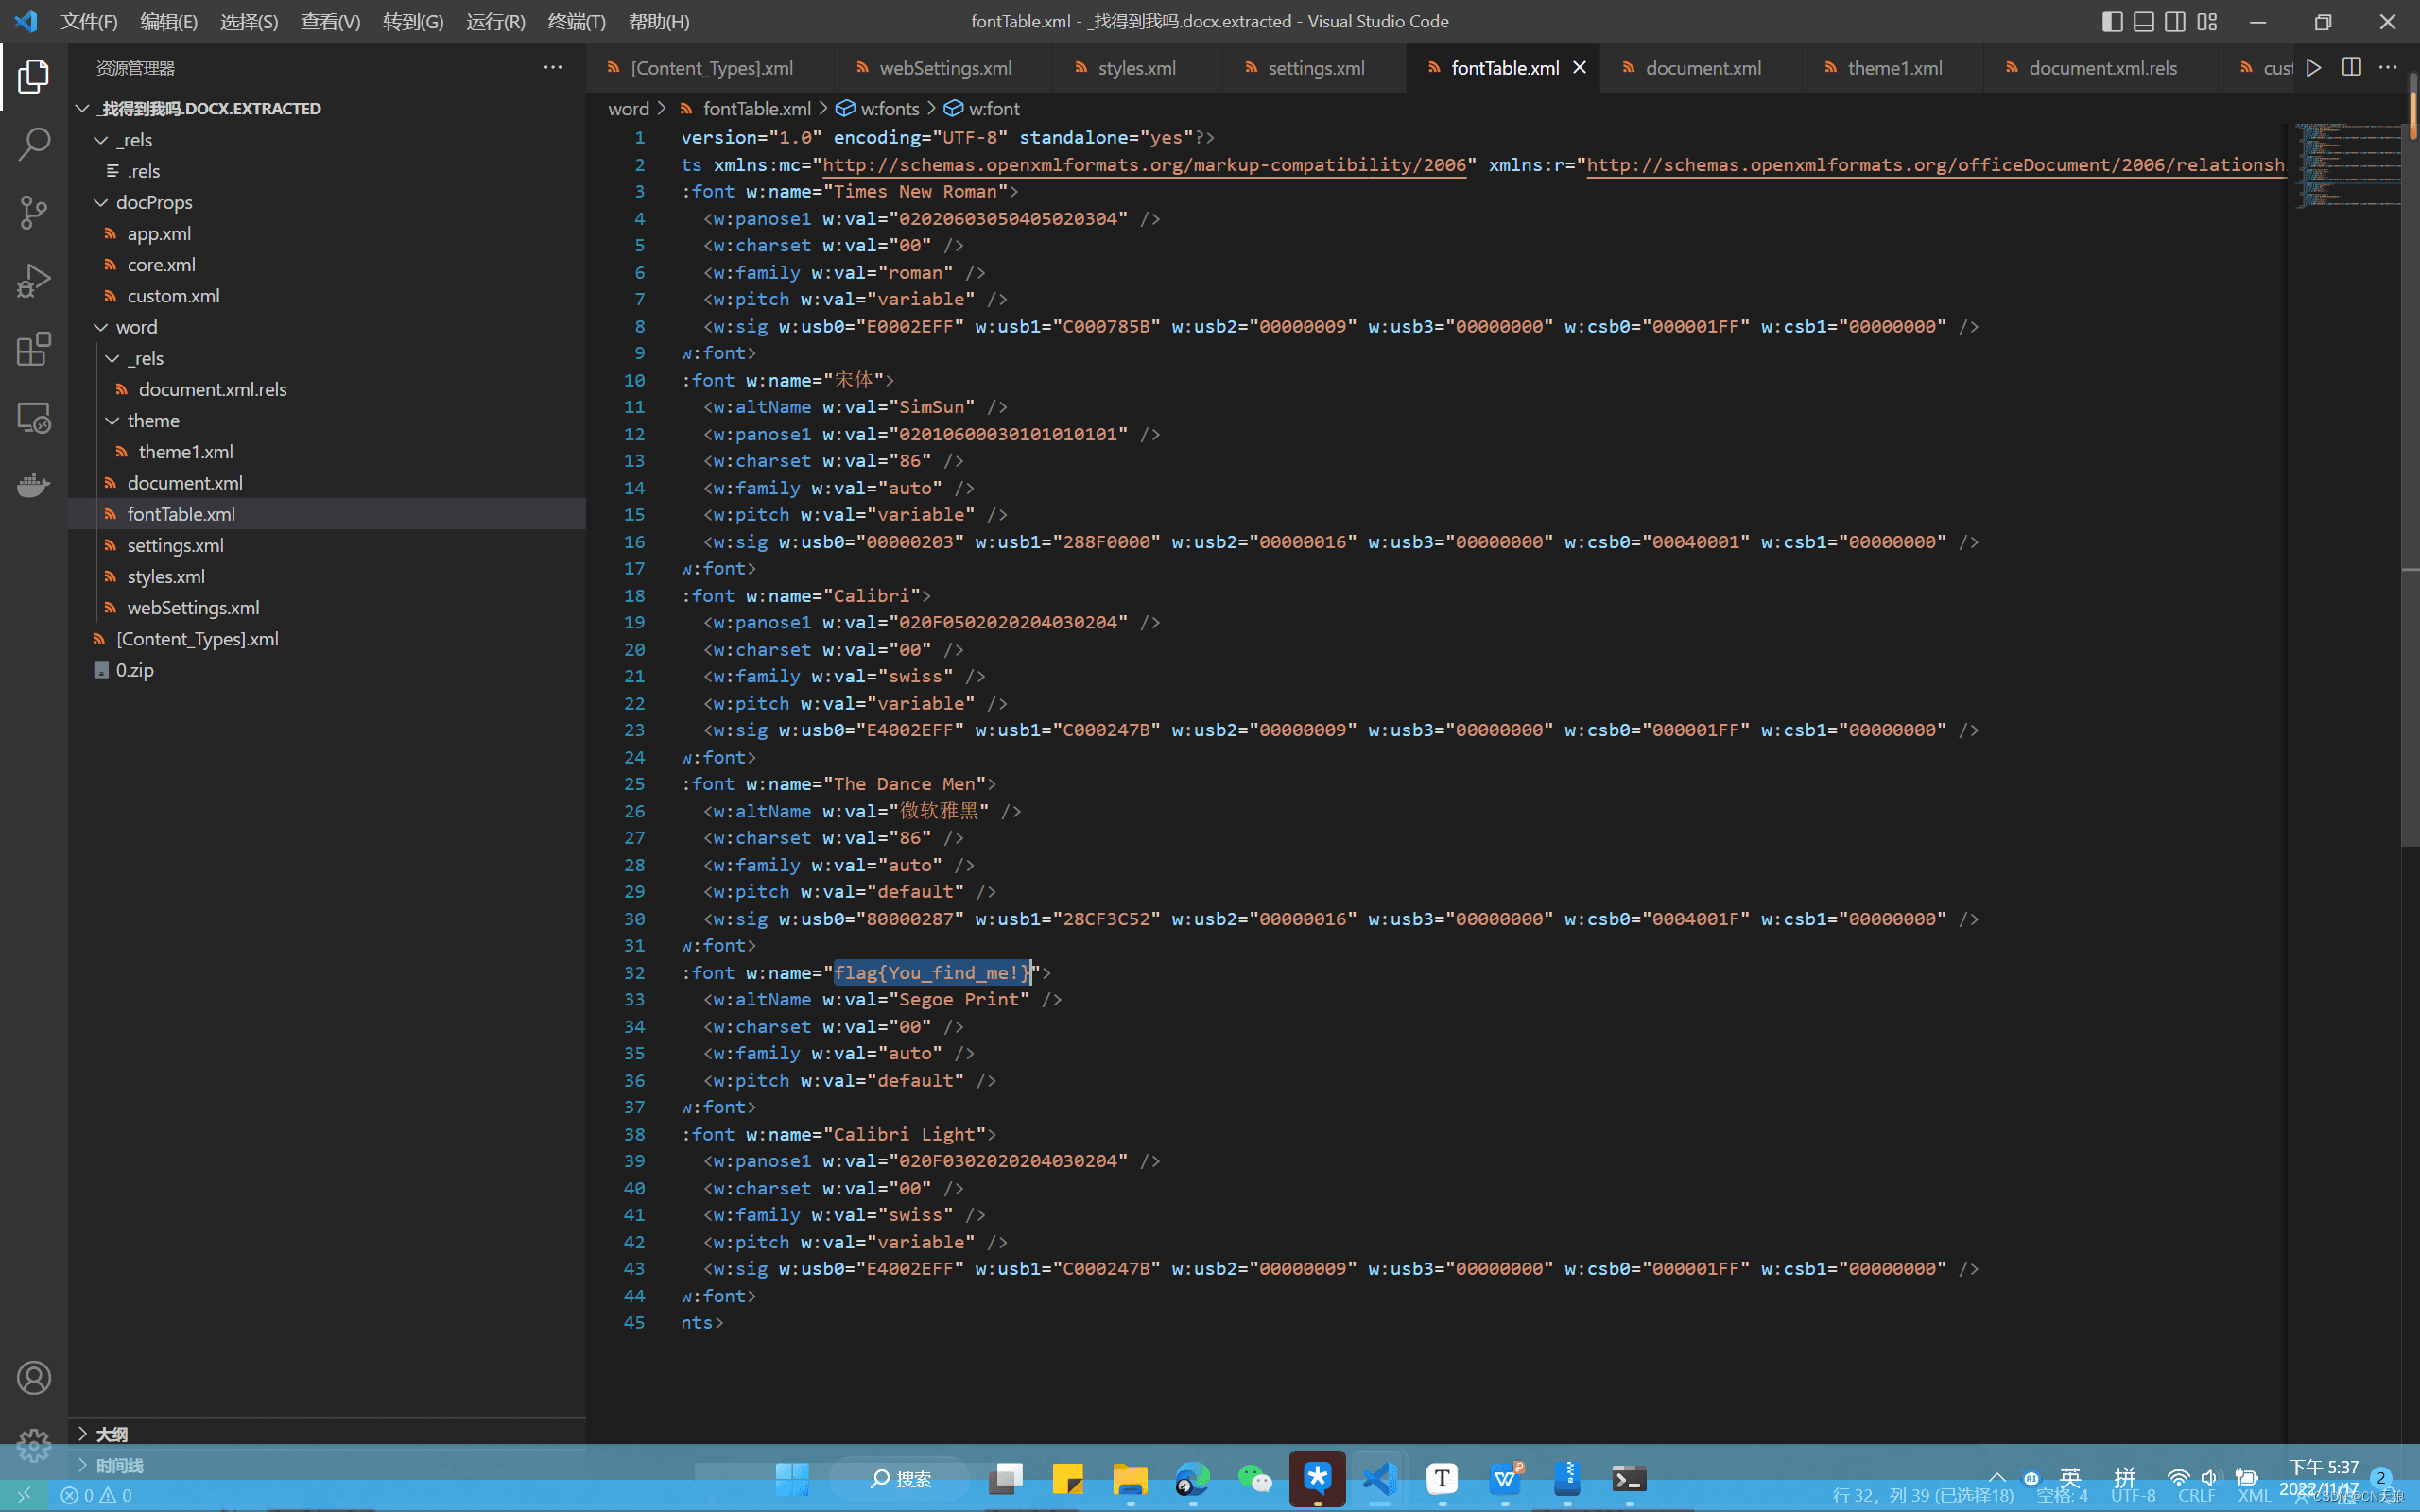 文件(F) 编辑(E) 选择(S) 查看(V) 转到(G) 运行(R) 终端(T) 帮助(H)
fontTable.xml - _找得到我吗.docx.extracted - Visual Studio Code
资源管理器
_找得到我吗.DOCX.EXTRACTED
_rels
.rels
docProps
app.xml
core.xml
custom.xml
word
_rels
document.xml.rels
theme
theme1.xml
document.xml
fontTable.xml
settings.xml
styles.xml
webSettings.xml
[Content_Types].xml
0.zip
大纲
时间线
[Content_Types].xml webSettings.xml styles.xml settings.xml fontTable.xml document.xml theme1.xml document.xml.rels cust
word > fontTable.xml > w:fonts > w:font
1 version="1.0" encoding="UTF-8" standalone="yes"?>
2 ts xmlns:mc="http://schemas.openxmlformats.org/markup-compatibility/2006" xmlns:r="http://schemas.openxmlformats.org/officeDocument/2006/relationsh
3 :font w:name="Times New Roman">
4 <w:panose1 w:val="02020603050405020304" />
5 <w:charset w:val="00" />
6 <w:family w:val="roman" />
7 <w:pitch w:val="variable" />
8 <w:sig w:usb0="E0002EFF" w:usb1="C000785B" w:usb2="00000009" w:usb3="00000000" w:csb0="000001FF" w:csb1="00000000" />
9 w:font>
10 :font w:name="宋体">
11 <w:altName w:val="SimSun" />
12 <w:panose1 w:val="02010600030101010101" />
13 <w:charset w:val="86" />
14 <w:family w:val="auto" />
15 <w:pitch w:val="variable" />
16 <w:sig w:usb0="00000203" w:usb1="288F0000" w:usb2="00000016" w:usb3="00000000" w:csb0="00040001" w:csb1="00000000" />
17 w:font>
18 :font w:name="Calibri">
19 <w:panose1 w:val="020F0502020204030204" />
20 <w:charset w:val="00" />
21 <w:family w:val="swiss" />
22 <w:pitch w:val="variable" />
23 <w:sig w:usb0="E4002EFF" w:usb1="C000247B" w:usb2="00000009" w:usb3="00000000" w:csb0="000001FF" w:csb1="00000000" />
24 w:font>
25 :font w:name="The Dance Men">
26 <w:altName w:val="微软雅黑" />
27 <w:charset w:val="86" />
28 <w:family w:val="auto" />
29 <w:pitch w:val="default" />
30 <w:sig w:usb0="80000287" w:usb1="28CF3C52" w:usb2="00000016" w:usb3="00000000" w:csb0="0004001F" w:csb1="00000000" />
31 w:font>
32 :font w:name="flag{You_find_me!}">
33 <w:altName w:val="Segoe Print" />
34 <w:charset w:val="00" />
35 <w:family w:val="auto" />
36 <w:pitch w:val="default" />
37 w:font>
38 :font w:name="Calibri Light">
39 <w:panose1 w:val="020F0302020204030204" />
40 <w:charset w:val="00" />
41 <w:family w:val="swiss" />
42 <w:pitch w:val="variable" />
43 <w:sig w:usb0="E4002EFF" w:usb1="C000247B" w:usb2="00000009" w:usb3="00000000" w:csb0="000001FF" w:csb1="00000000" />
44 w:font>
45 nts>
搜索
英 拼 下午 5:37 2
0 0 行 32，列 39 (已选择18) 空格: 4 UTF-8 CRLF XML 2022/11/17
CSDN @CN天狼